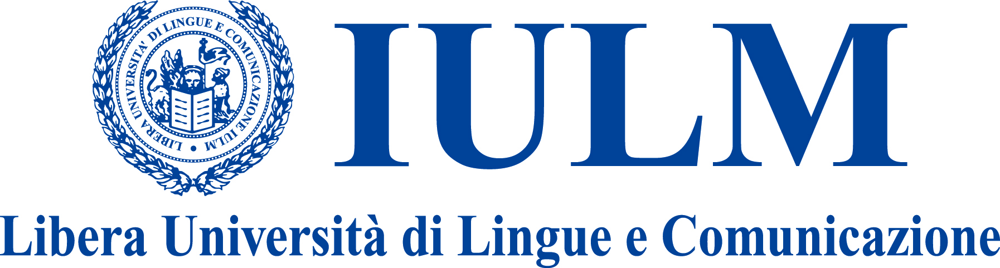 LIBERA UNIVERSITA' DI LINGUE E COMUNICAZIONE IULM •
IULM
Libera Università di Lingue e Comunicazione